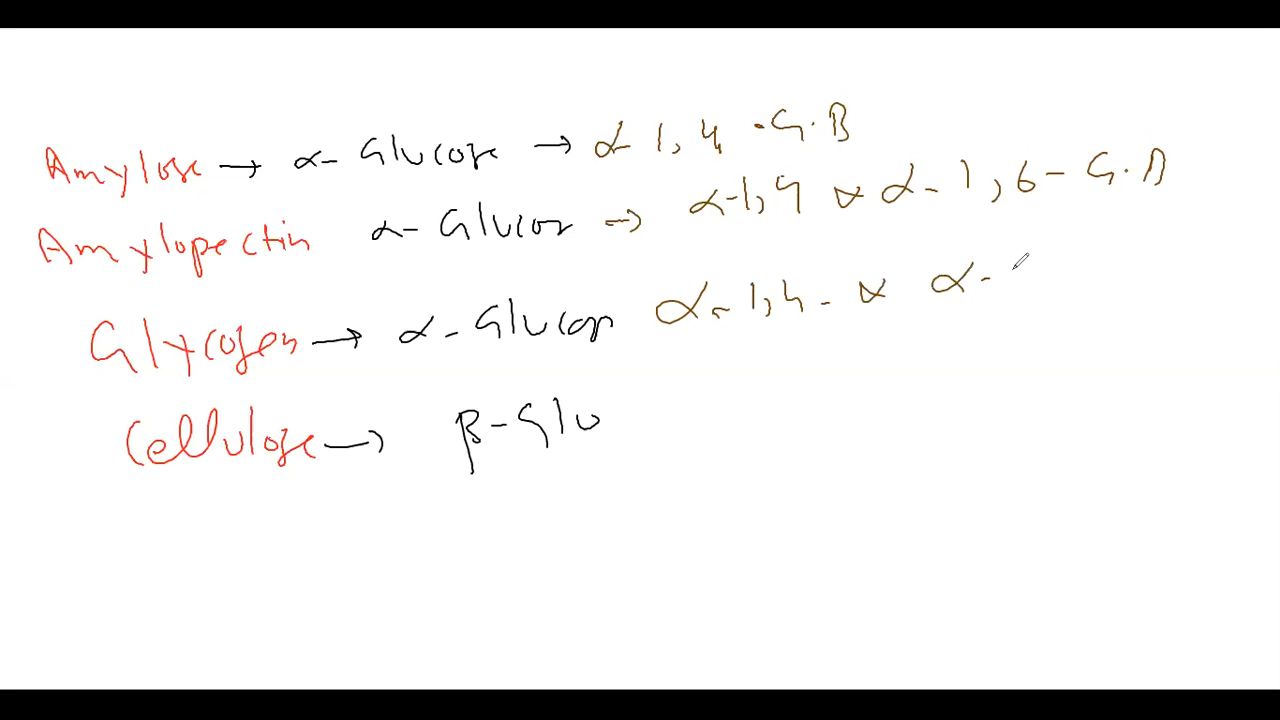 Amylose → α- Glucose → α- 1, 4 -G.B
Amylopectin α- Glucose → α-1,4 & α- 1, 6 - G.B
Glycogen → α- Glucose α- 1,4 - & α-
Cellulose → β-Glu